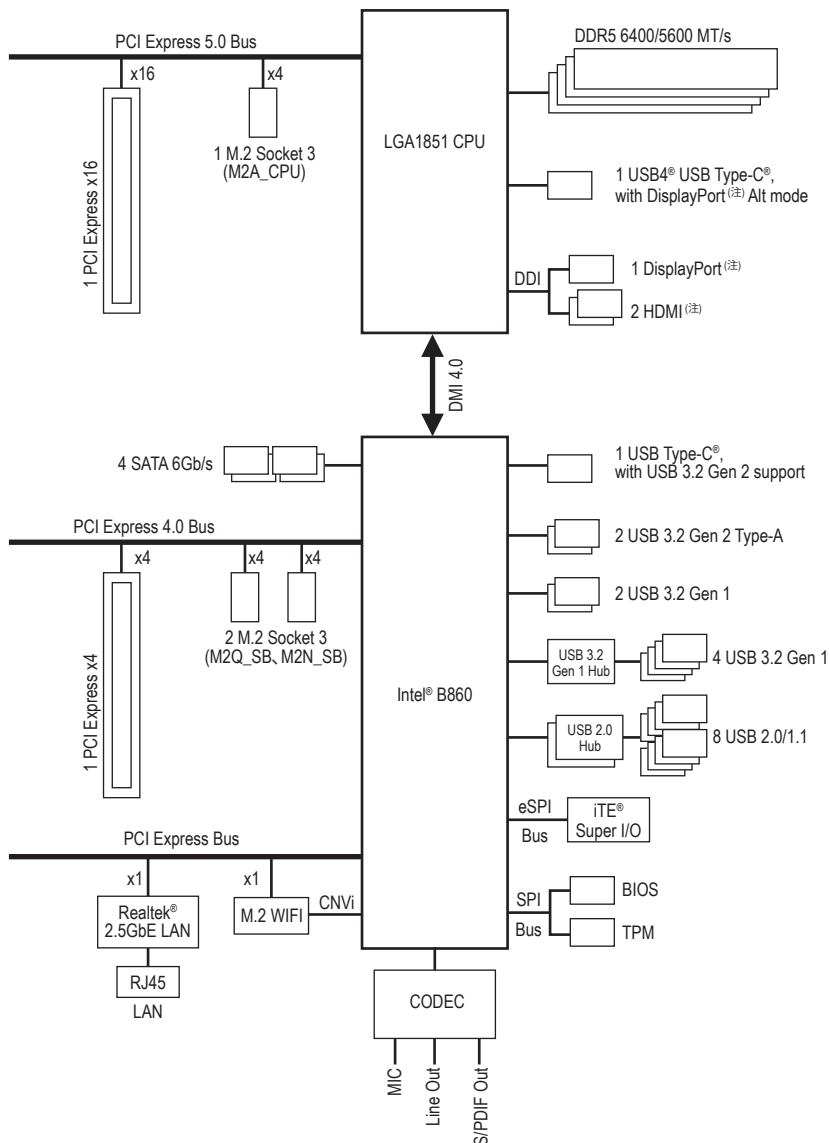 PCI Express 5.0 Bus
x16
x4
1 PCI Express x16
1 M.2 Socket 3
(M2A_CPU)
LGA1851 CPU
DDR5 6400/5600 MT/s
1 USB4® USB Type-C®,
with DisplayPort(注) Alt mode
DDI
1 DisplayPort(注)
2 HDMI(注)
DMI 4.0
4 SATA 6Gb/s
1 USB Type-C®,
with USB 3.2 Gen 2 support
PCI Express 4.0 Bus
x4
x4
x4
1 PCI Express x4
2 M.2 Socket 3
(M2Q_SB、M2N_SB)
Intel® B860
2 USB 3.2 Gen 2 Type-A
2 USB 3.2 Gen 1
USB 3.2
Gen 1 Hub
4 USB 3.2 Gen 1
USB 2.0
Hub
8 USB 2.0/1.1
eSPI
Bus
iTE®
Super I/O
PCI Express Bus
x1
x1
Realtek®
2.5GbE LAN
M.2 WIFI
CNVi
RJ45
LAN
SPI
Bus
BIOS
TPM
CODEC
MIC
Line Out
S/PDIF Out